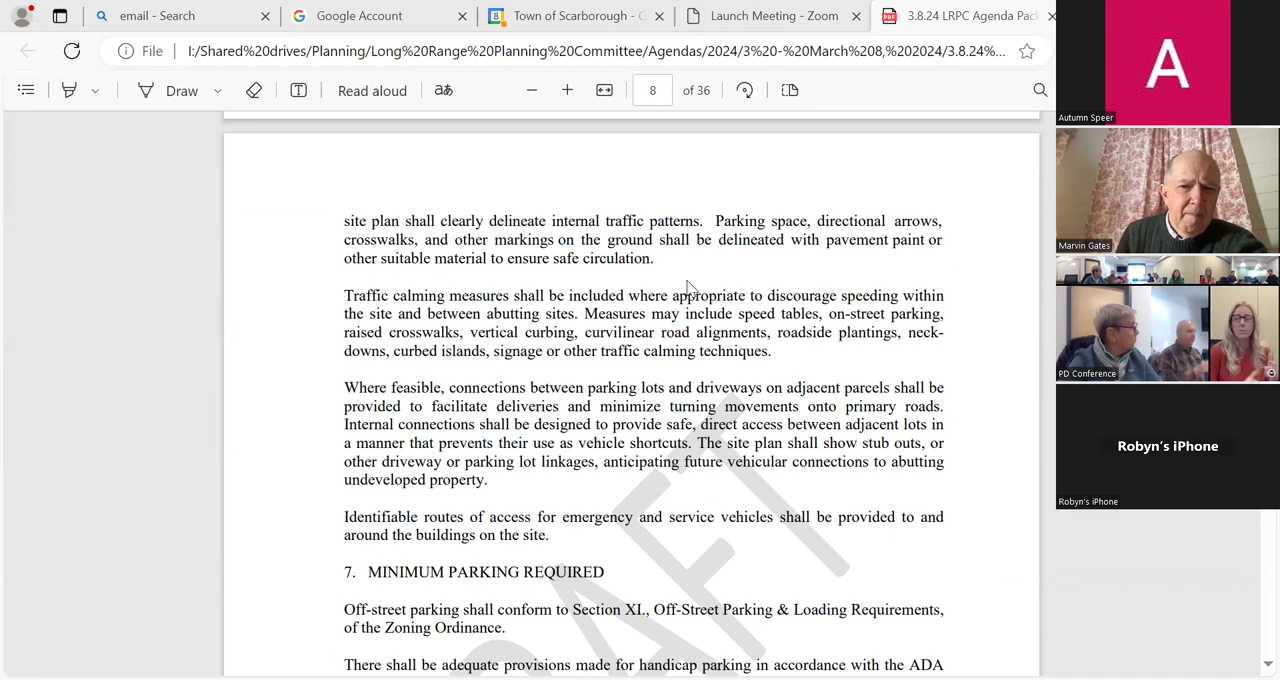 email - Search
Google Account
8
Town of Scarborough - C
Launch Meeting - Zoom
PDF
3.8.24 LRPC Agenda Pack
File
I:/Shared%20drives/Planning/Long%20Range%20Planning%20Committee/Agendas/2024/3%20-%20March%208,%202024/3.8.24%...
Draw
T
Read aloud
aあ
8
of 36
site plan shall clearly delineate internal traffic patterns. Parking space, directional arrows,
crosswalks, and other markings on the ground shall be delineated with pavement paint or
other suitable material to ensure safe circulation.
Traffic calming measures shall be included where appropriate to discourage speeding within
the site and between abutting sites. Measures may include speed tables, on-street parking,
raised crosswalks, vertical curbing, curvilinear road alignments, roadside plantings, neck-
downs, curbed islands, signage or other traffic calming techniques.
Where feasible, connections between parking lots and driveways on adjacent parcels shall be
provided to facilitate deliveries and minimize turning movements onto primary roads.
Internal connections shall be designed to provide safe, direct access between adjacent lots in
a manner that prevents their use as vehicle shortcuts. The site plan shall show stub outs, or
other driveway or parking lot linkages, anticipating future vehicular connections to abutting
undeveloped property.
Identifiable routes of access for emergency and service vehicles shall be provided to and
around the buildings on the site.
7. MINIMUM PARKING REQUIRED
Off-street parking shall conform to Section XI., Off-Street Parking & Loading Requirements,
of the Zoning Ordinance.
There shall be adequate provisions made for handicap parking in accordance with the ADA
DRAFT
A
Autumn Speer
Marvin Gates
PD Conference
Robyn's iPhone
Robyn's iPhone